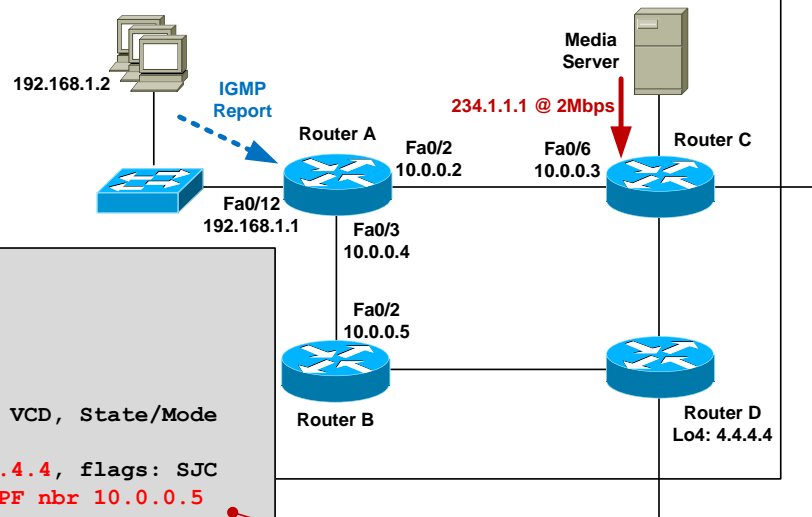 Media
Server
192.168.1.2
IGMP
Report
234.1.1.1 @ 2Mbps
Router A
Router C
Fa0/2
10.0.0.2
Fa0/6
10.0.0.3
Fa0/12
192.168.1.1
Fa0/3
10.0.0.4
Fa0/2
10.0.0.5
Router B
Router D
Lo4: 4.4.4.4
VCD, State/Mode
.4.4, flags: SJC
PF nbr 10.0.0.5